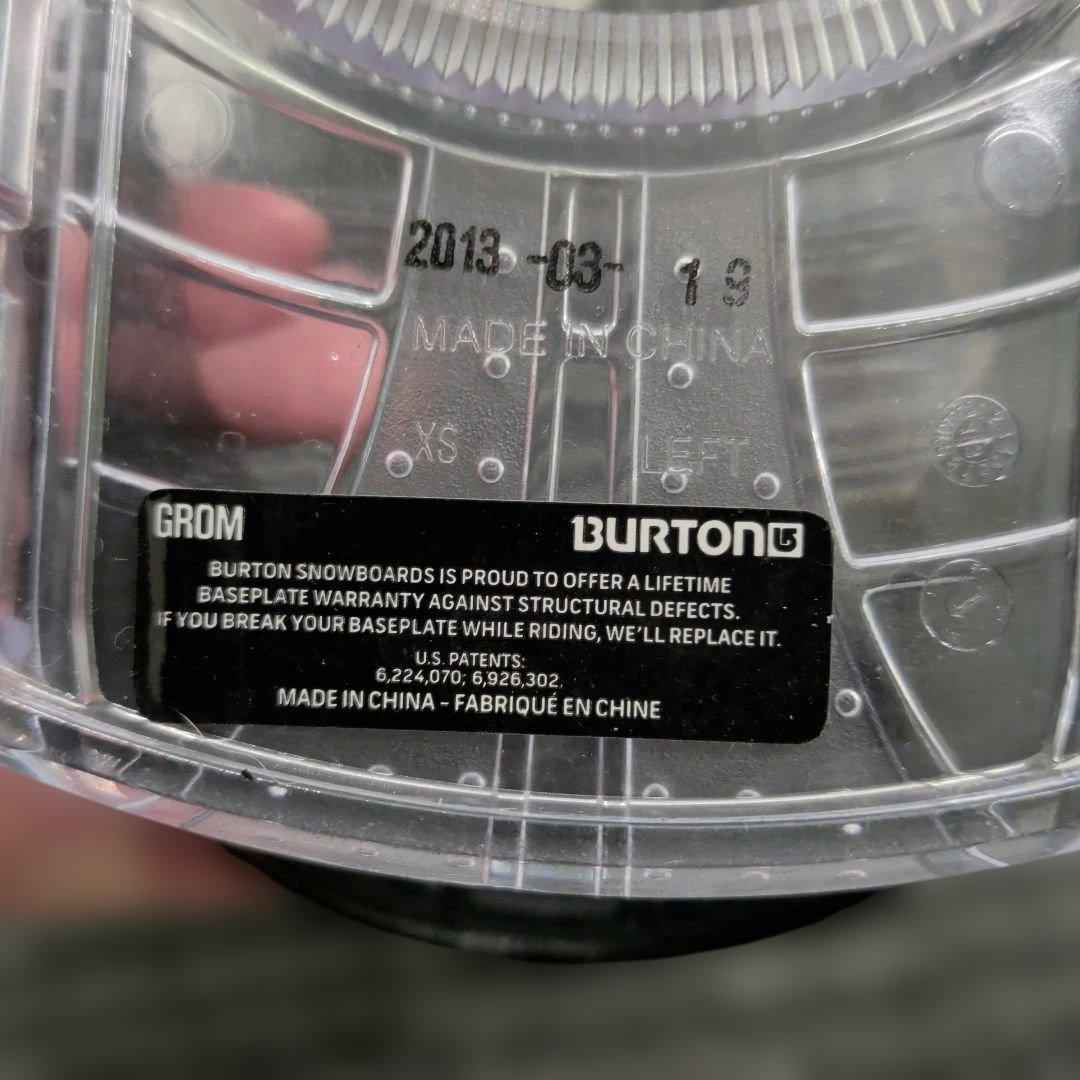 2013 -03- 13
MADE IN CHINA
XS LEFT
GROM BURTON
BURTON SNOWBOARDS IS PROUD TO OFFER A LIFETIME
BASEPLATE WARRANTY AGAINST STRUCTURAL DEFECTS.
IF YOU BREAK YOUR BASEPLATE WHILE RIDING, WE'LL REPLACE IT.
U.S. PATENTS:
6,224,070; 6,926,302.
MADE IN CHINA - FABRIQUÉ EN CHINE